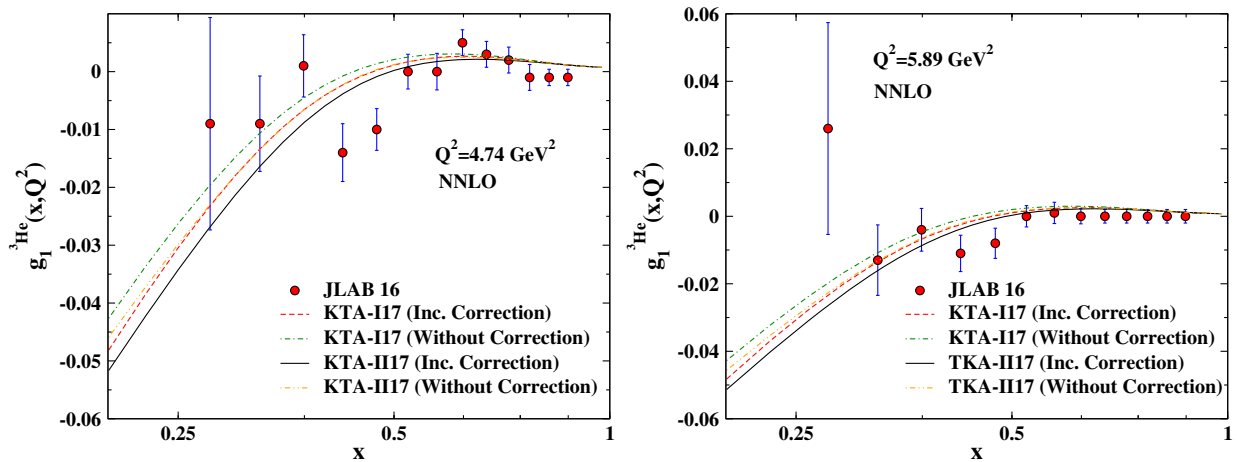 0
-0.01
-0.02
-0.03
-0.04
-0.05
-0.06
g₁³He(x,Q²)
Q²=4.74 GeV²
NNLO
JLAB 16
KTA-I17 (Inc. Correction)
KTA-I17 (Without Correction)
KTA-II17 (Inc. Correction)
KTA-II17 (Without Correction)
0.25
0.5
1
x
0.06
0.04
0.02
0
-0.02
-0.04
-0.06
g₁³He(x,Q²)
Q²=5.89 GeV²
NNLO
JLAB 16
KTA-I17 (Inc. Correction)
KTA-I17 (Without Correction)
TKA-II17 (Inc. Correction)
TKA-II17 (Without Correction)
0.25
0.5
1
x